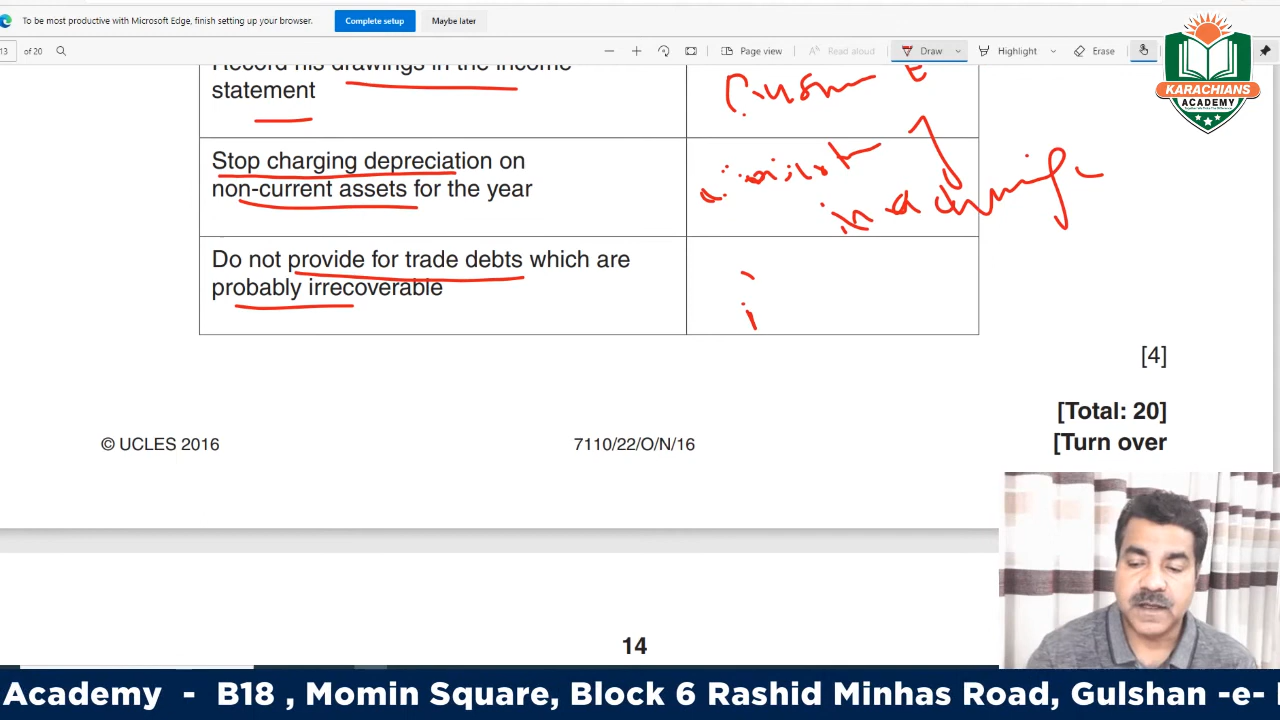 To be most productive with Microsoft Edge, finish setting up your browser.
Complete setup
Maybe later
13
of 20
Page view
Read aloud
Draw
Highlight
Erase
KARACHIANS
ACADEMY
Record his drawings in the income
statement
Stop charging depreciation on
non-current assets for the year
Do not provide for trade debts which are
probably irrecoverable
[4]
[Total: 20]
© UCLES 2016
7110/22/O/N/16
[Turn over
14
Academy - B18 , Momin Square, Block 6 Rashid Minhas Road, Gulshan -e-